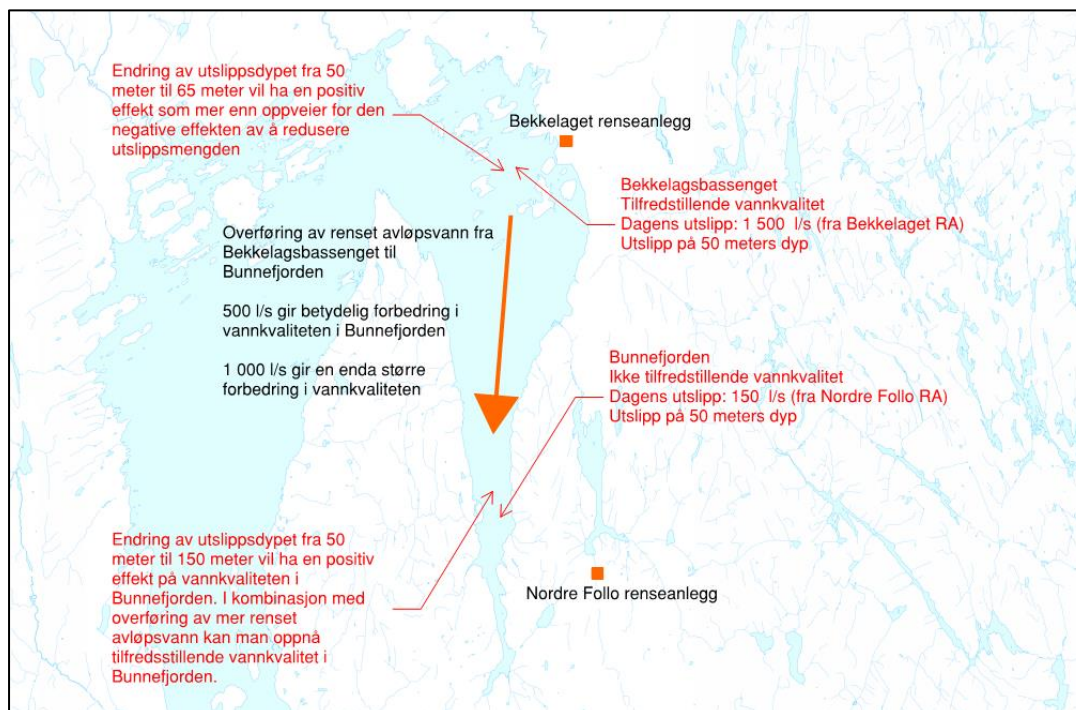 Endring av utslippsdypet fra 50
meter til 65 meter vil ha en positiv
effekt som mer enn oppveier for den
negative effekten av å redusere
utslippsmengden
Bekkelaget renseanlegg
Bekkelagsbassenget
Tilfredstillende vannkvalitet
Dagens utslipp: 1 500 l/s (fra Bekkelaget RA)
Utslipp på 50 meters dyp
Overføring av renset avløpsvann fra
Bekkelagsbassenget til
Bunnefjorden
500 l/s gir betydelig forbedring i
vannkvaliteten i Bunnefjorden
1 000 l/s gir en enda større
forbedring i vannkvaliteten
Bunnefjorden
Ikke tilfredstillende vannkvalitet
Dagens utslipp: 150 l/s (fra Nordre Follo RA)
Utslipp på 50 meters dyp
Endring av utslippsdypet fra 50
meter til 150 meter vil ha en positiv
effekt på vannkvaliteten i
Bunnefjorden. I kombinasjon med
overføring av mer renset
avløpsvann kan man oppnå
tilfredsstillende vannkvalitet i
Bunnefjorden.
Nordre Follo renseanlegg